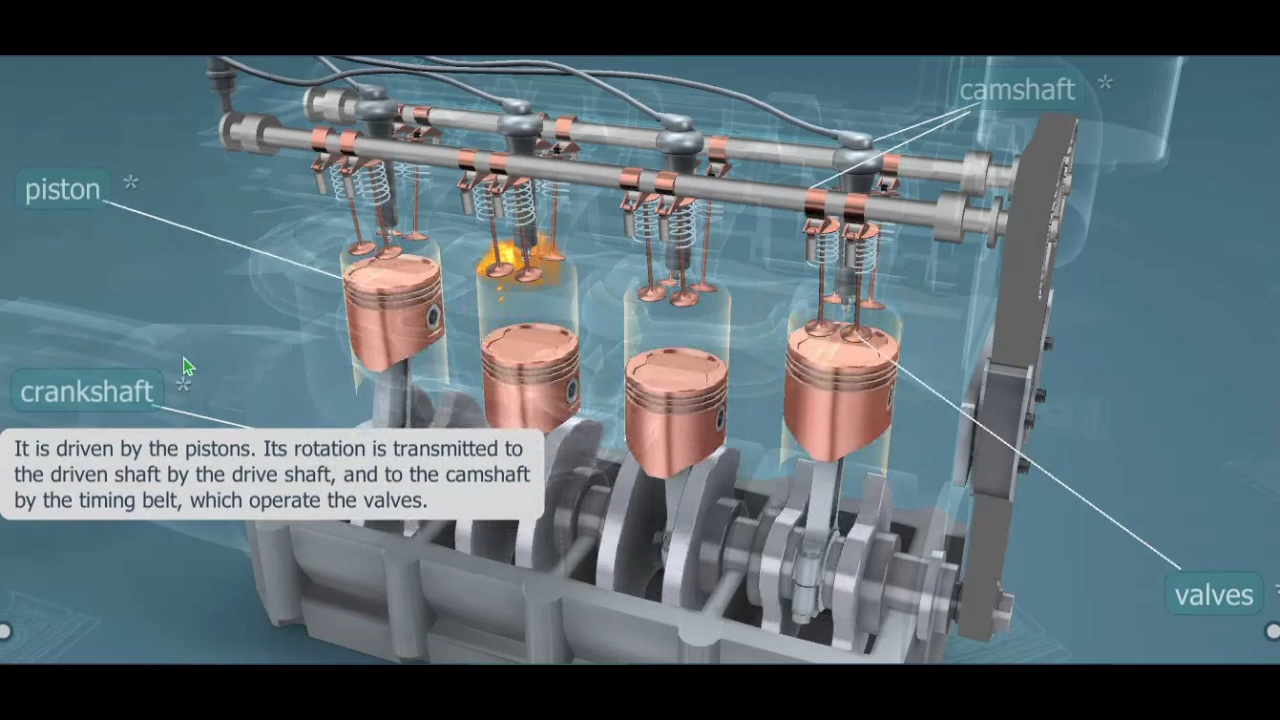 camshaft *
piston *
crankshaft *
It is driven by the pistons. Its rotation is transmitted to
the driven shaft by the drive shaft, and to the camshaft
by the timing belt, which operate the valves.
valves